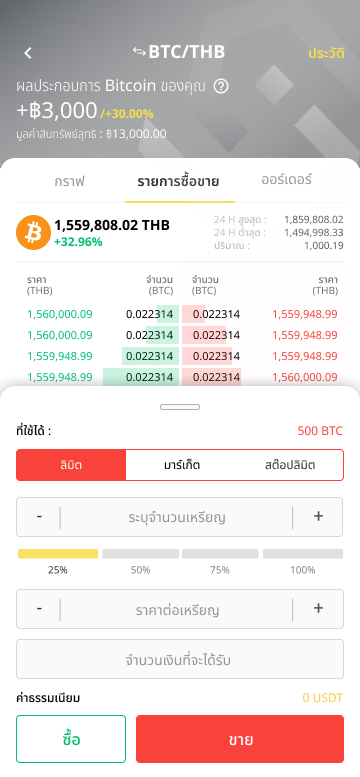 BTC/THB
ประวัติ
ผลประกอบการ Bitcoin ของคุณ ?
+฿3,000 /+30.00%
มูลค่าสินทรัพย์สุทธิ : ฿13,000.00
กราฟ
รายการซื้อขาย
ออร์เดอร์
1,559,808.02 THB
+32.96%
24 H สูงสุด : 1,859,808.02
24 H ต่ำสุด : 1,494,998.33
ปริมาณ : 1,000.19
ราคา จำนวน จำนวน ราคา
(THB) (BTC) (BTC) (THB)
1,560,000.09 0.022314 0.022314 1,559,948.99
1,560,000.09 0.022314 0.022314 1,559,948.99
1,559,948.99 0.022314 0.022314 1,559,948.99
1,559,948.99 0.022314 0.022314 1,560,000.09
ที่ใช้ได้ : 500 BTC
ลิมิต มาร์เก็ต สต๊อปลิมิต
- ระบุจำนวนเหรียญ +
25% 50% 75% 100%
- ราคาต่อเหรียญ +
จำนวนเงินที่จะได้รับ
ค่าธรรมเนียม 0 USDT
ซื้อ ขาย